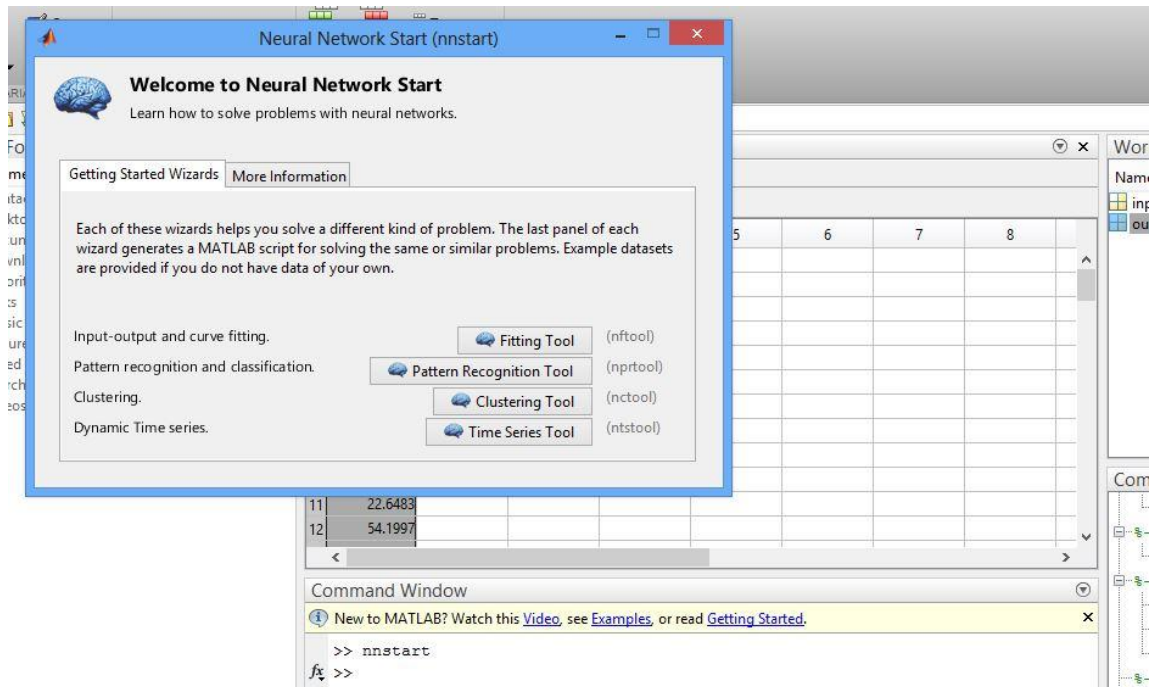 Neural Network Start (nnstart)
Welcome to Neural Network Start
Learn how to solve problems with neural networks.
Getting Started Wizards More Information
Each of these wizards helps you solve a different kind of problem. The last panel of each
wizard generates a MATLAB script for solving the same or similar problems. Example datasets
are provided if you do not have data of your own.
Input-output and curve fitting. Fitting Tool (nftool)
Pattern recognition and classification. Pattern Recognition Tool (nprtool)
Clustering. Clustering Tool (nctool)
Dynamic Time series. Time Series Tool (ntstool)
5 6 7 8
11 22.6483
12 54.1997
Command Window
New to MATLAB? Watch this Video, see Examples, or read Getting Started.
>> nnstart
fx >>
Wor
Name
inp
ou
Com